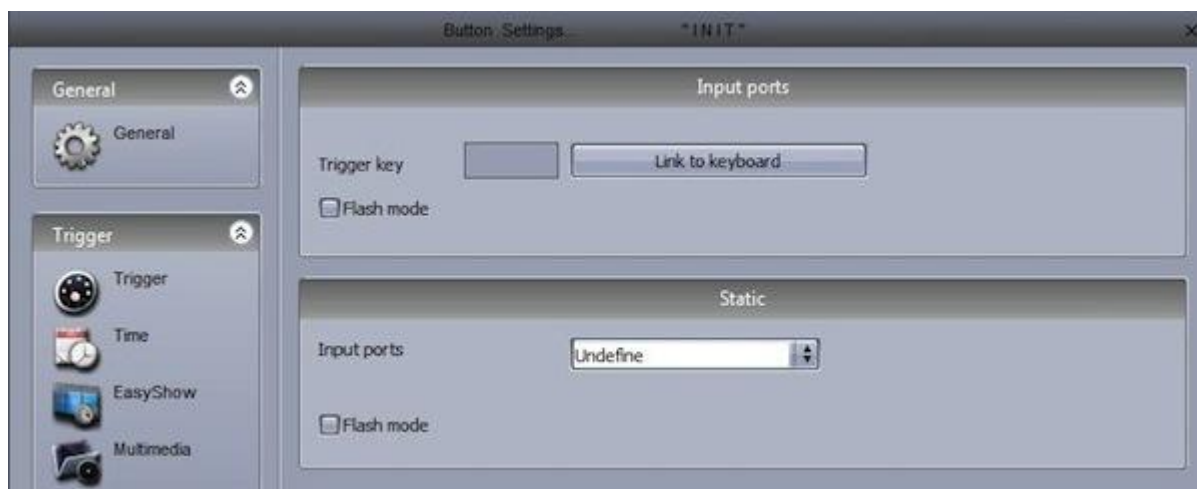 Button Settings... "INIT"
General
General
Trigger
Trigger
Time
EasyShow
Multimedia
Input ports
Trigger key
Link to keyboard
Flash mode
Static
Input ports
Undefine
Flash mode